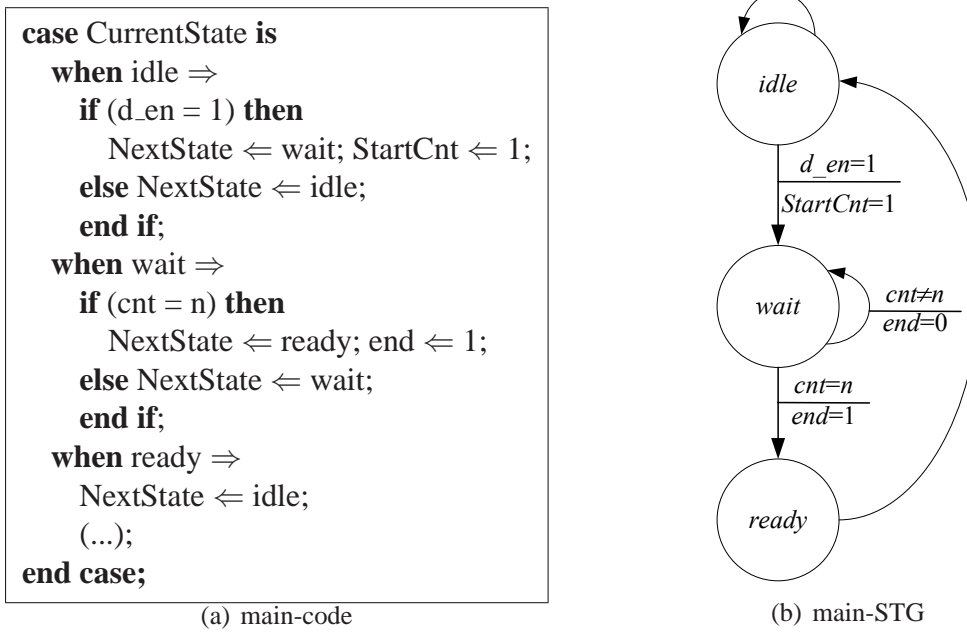 case CurrentState is
when idle ⇒
if (d_en = 1) then
NextState ⇐ wait; StartCnt ⇐ 1;
else NextState ⇐ idle;
end if;
when wait ⇒
if (cnt = n) then
NextState ⇐ ready; end ⇐ 1;
else NextState ⇐ wait;
end if;
when ready ⇒
NextState ⇐ idle;
(...);
end case;
(a) main-code
idle
d_en=1
StartCnt=1
wait
cnt≠n
end=0
cnt=n
end=1
ready
(b) main-STG